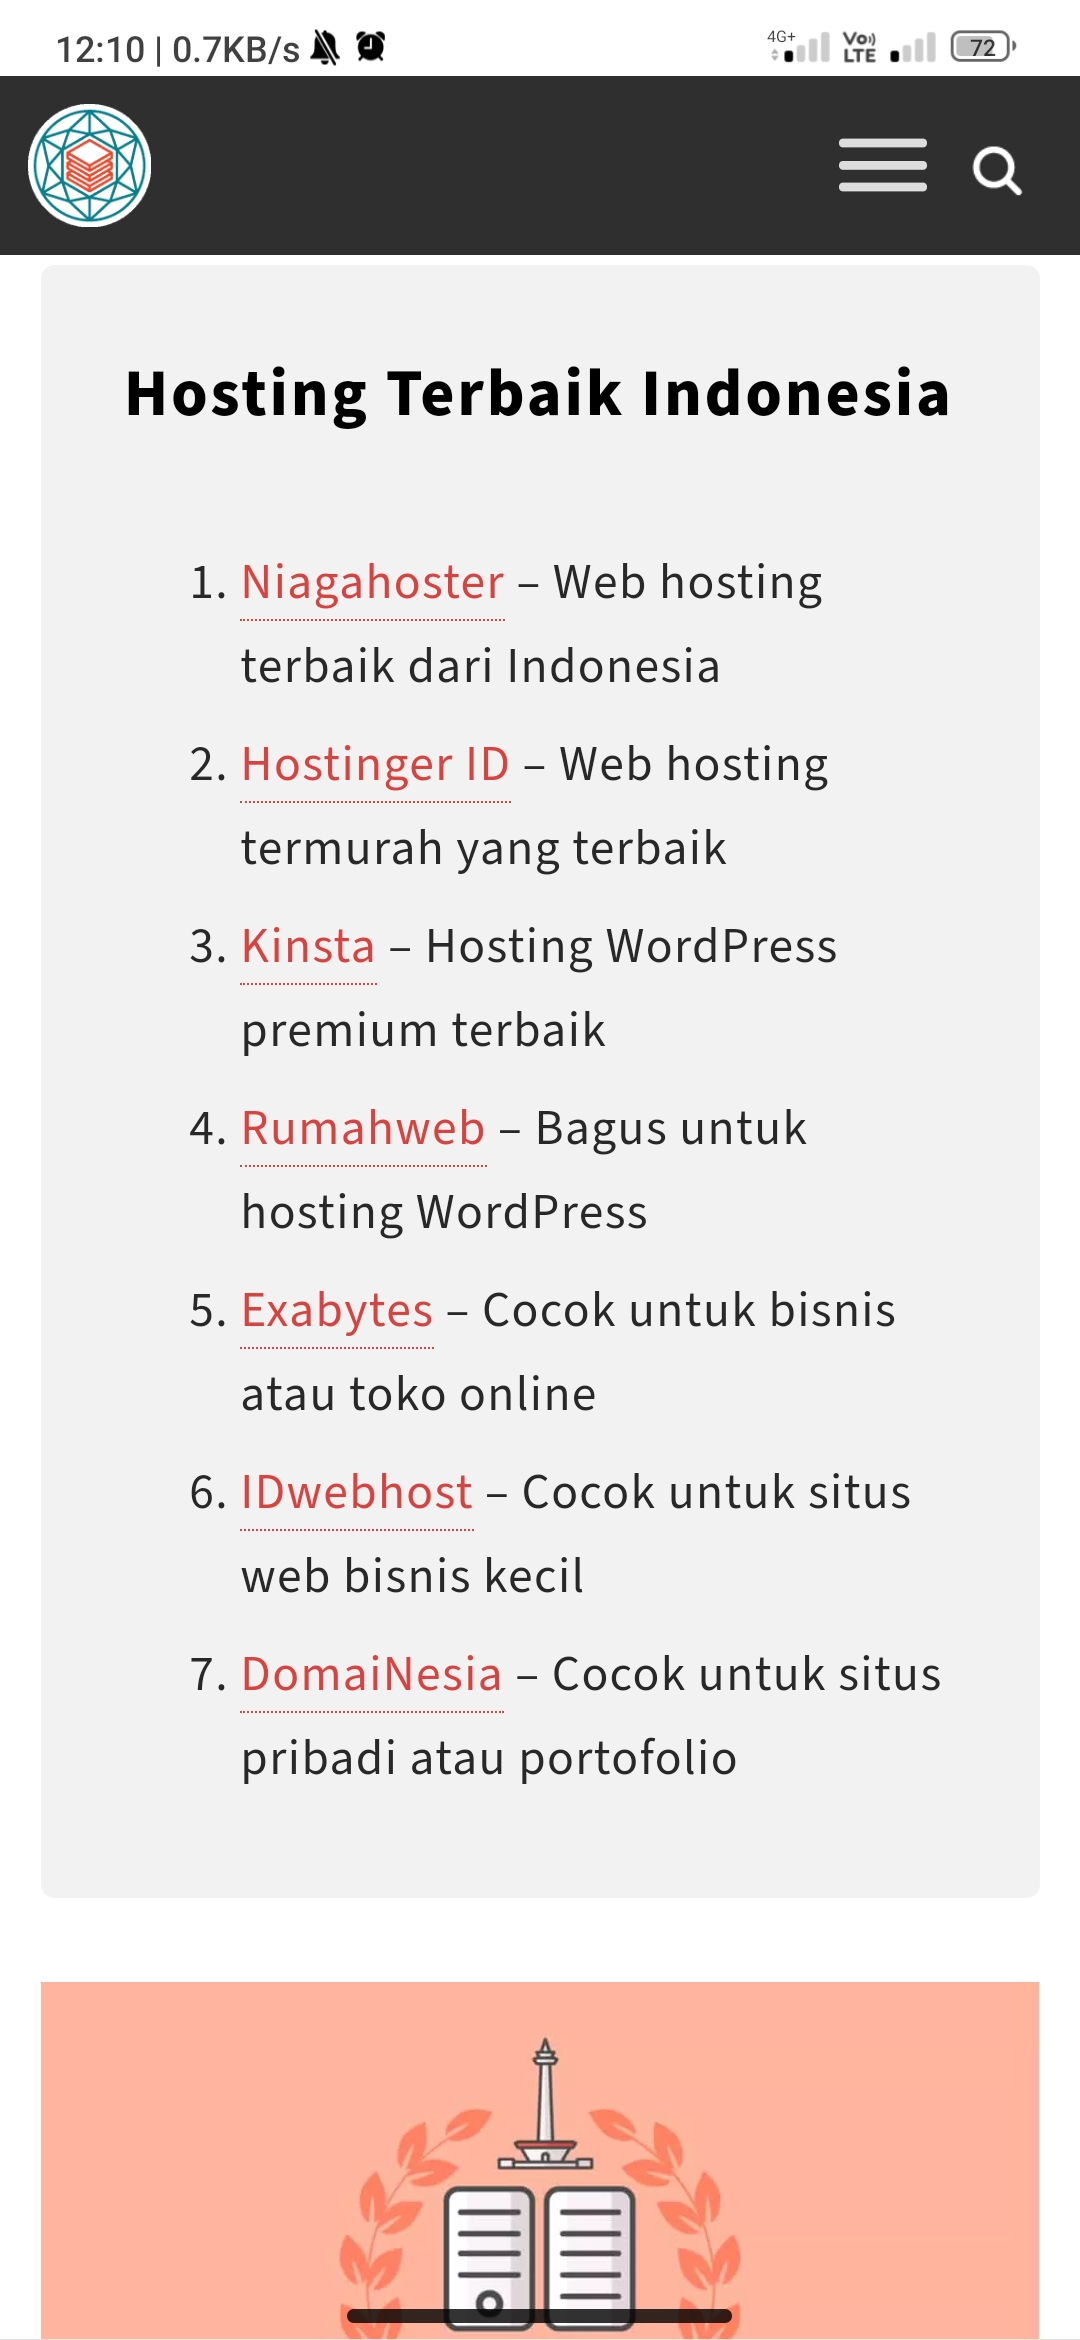 12:10 | 0.7KB/s 4G+ Vo)) LTE 72
Hosting Terbaik Indonesia
1. Niagahoster – Web hosting
terbaik dari Indonesia
2. Hostinger ID – Web hosting
termurah yang terbaik
3. Kinsta – Hosting WordPress
premium terbaik
4. Rumahweb – Bagus untuk
hosting WordPress
5. Exabytes – Cocok untuk bisnis
atau toko online
6. IDwebhost – Cocok untuk situs
web bisnis kecil
7. DomaiNesia – Cocok untuk situs
pribadi atau portofolio